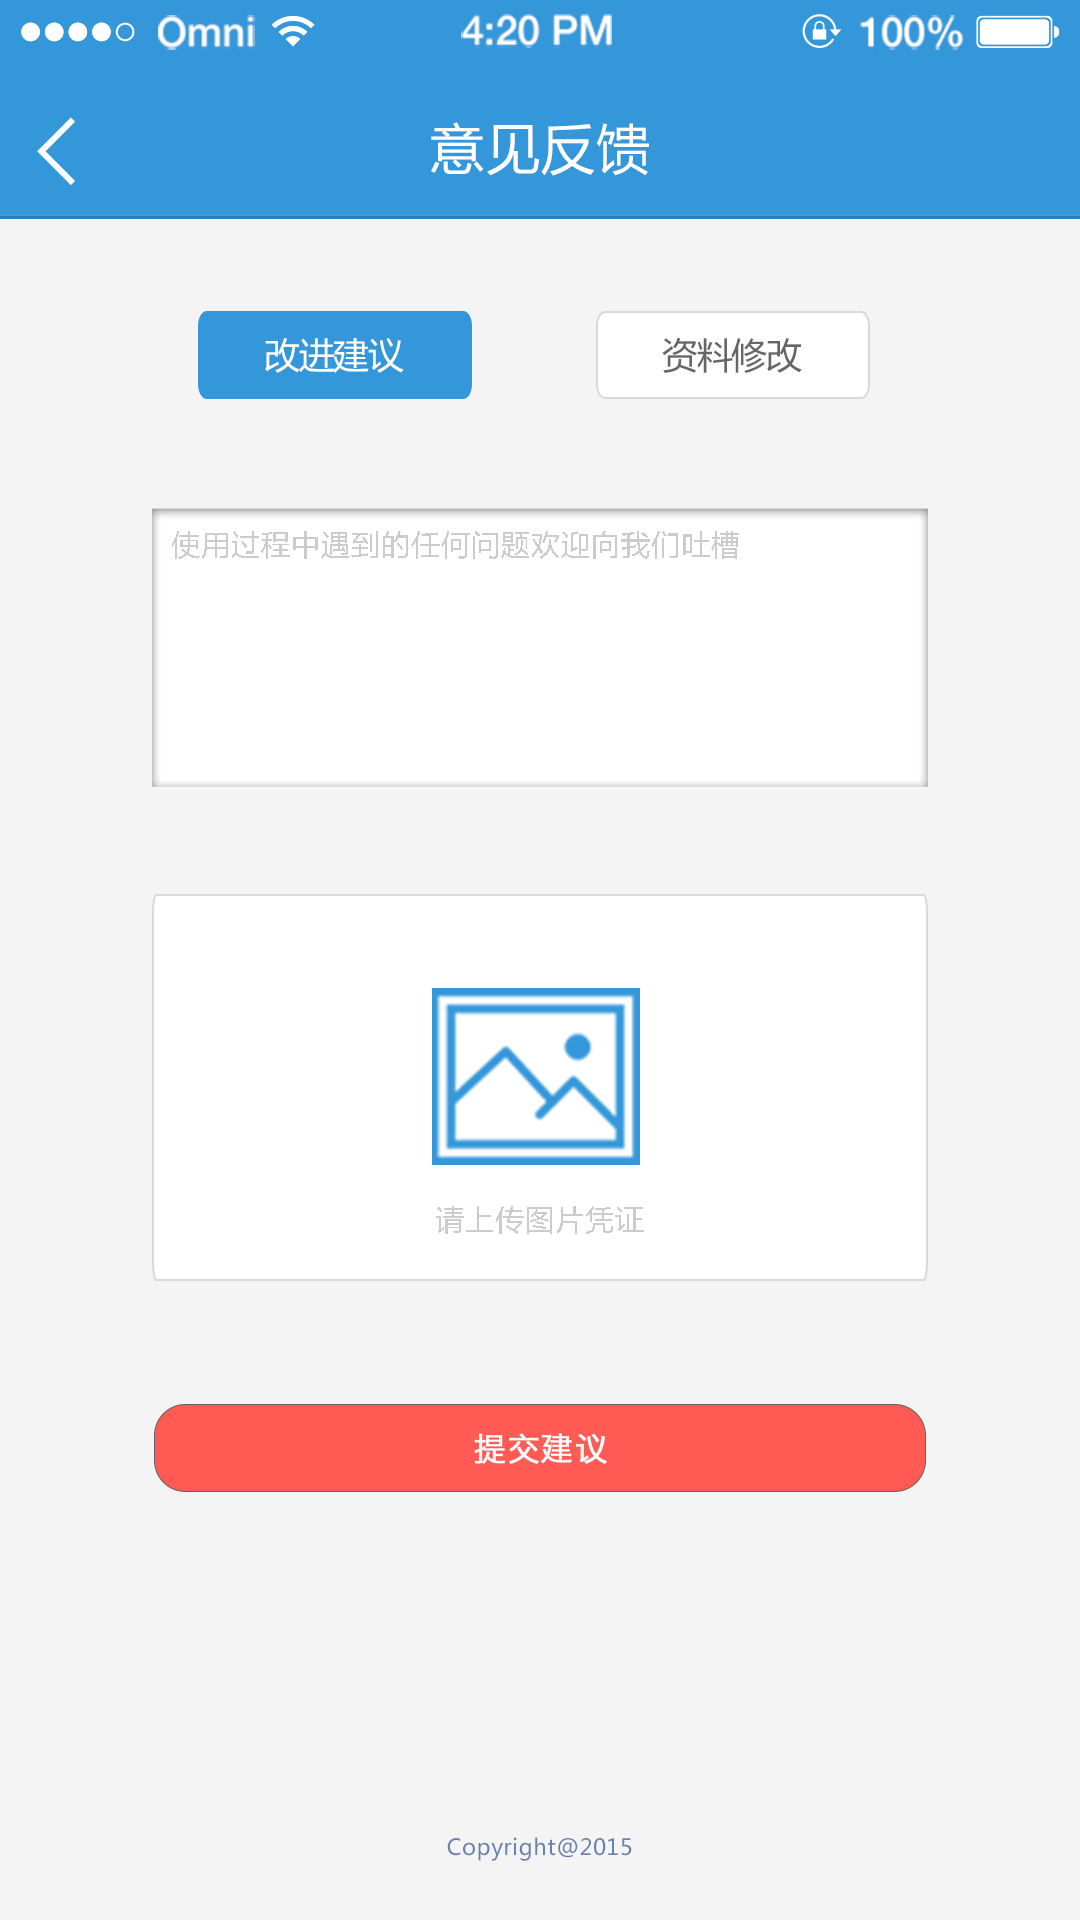 Omni 4:20 PM 100%
意见反馈
改进建议 资料修改
使用过程中遇到的任何问题欢迎向我们吐槽
请上传图片凭证
提交建议
Copyright@2015